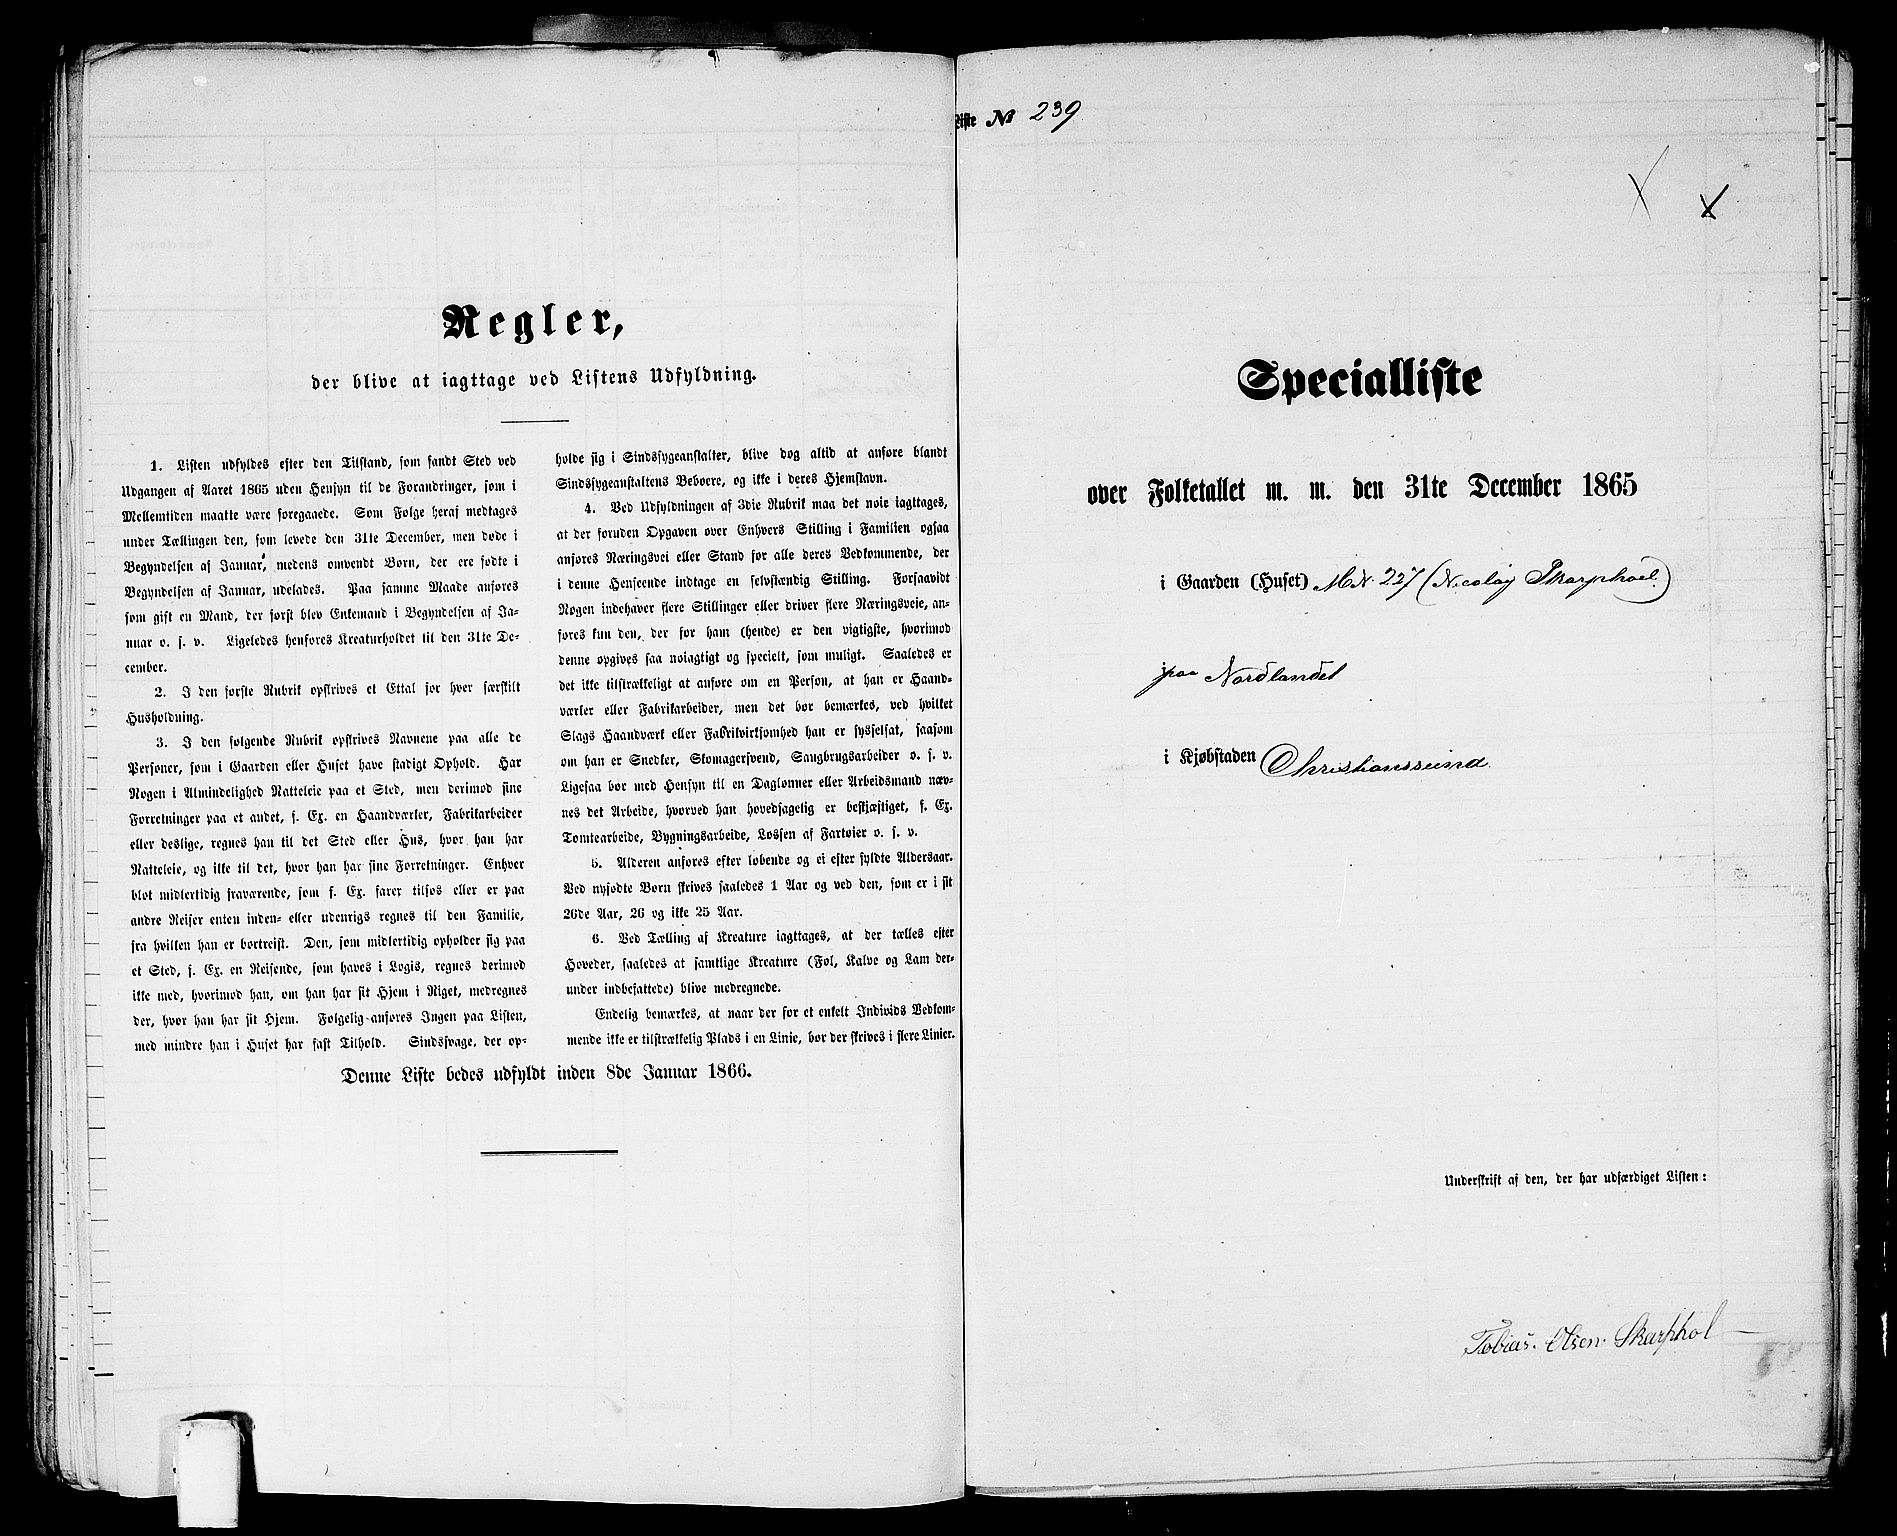 Regler,
der blive at iagttage ved Listens Udfyldning.
1. Listen udfyldes efter den Tilstand, som fandt Sted ved
Udgangen af Aaret 1865 uden Hensyn til de Forandringer, som i
Mellemtiden maatte være foregaaede. Som Følge heraf medtages
under Tællingen den, som levede den 31te December, men døde i
Begyndelsen af Januar, medens omvendt Børn, der ere fødte i
Begyndelsen af Januar, udelades. Paa samme Maade anføres
som gift en Mand, der først blev Enkemand i Begyndelsen af Ja-
nuar o. s. v. Ligeledes henføres Kreaturholdet til den 31te De-
cember.
2. I den første Rubrik opskrives et Ettal for hver særskilt
Husholdning.
3. I den følgende Rubrik opskrives Navnene paa alle de
Personer, som i Gaarden eller Huset have stadigt Ophold. Har
Nogen i Almindelighed Natteleie paa et Sted, men derimod sine
Forretninger paa et andet, f. Ex. en Haandværker, Fabrikarbeider
eller deslige, regnes han til det Sted eller Hus, hvor han har
Natteleie, og ikke til det, hvor han har sine Forretninger. Enhver
blot midlertidig fraværende, som f. Ex. farer tilsøs eller er paa
andre Reiser enten inden- eller udenrigs regnes til den Familie,
fra hvilken han er bortreist. Den, som midlertidig opholder sig paa
et Sted, f. Ex. en Reisende, som haves i Logis, regnes derimod
ikke med, hvorimod han, om han har sit Hjem i Riget, medregnes
der, hvor han har sit Hjem. Følgelig anføres Ingen paa Listen,
med mindre han i Huset har fast Tilhold. Sindssvage, der op-
holde sig i Sindssygeanstalter, blive dog altid at anføre blandt
Sindssygeanstaltens Beboere, og ikke i deres Hjemstavn.
4. Ved Udfyldningen af 3die Rubrik maa det nøie iagttages,
at der foruden Opgaven over Enhvers Stilling i Familien ogsaa
anføres Næringsvei eller Stand for alle deres Vedkommende, der
i denne Henseende indtage en selvstændig Stilling. Forsaavidt
Nogen indehaver flere Stillinger eller driver flere Næringsveie, an-
føres kun den, der for ham (hende) er den vigtigste, hvorimod
denne opgives saa nøiagtigt og specielt, som muligt. Saaledes er
det ikke tilstrækkeligt at anføre om en Person, at han er Haand-
værker eller Fabrikarbeider, men det bør bemærkes, ved hvilket
Slags Haandværk eller Fabrikvirksomhed han er sysselsat, saasom
om han er Snedker, Skomagersvend, Saugbrugsarbeider o. s. v.
Ligesaa bør med Hensyn til en Daglønner eller Arbeidsmand næv-
nes det Arbeide, hvorved han hovedsagelig er beskjæftiget, f. Ex.
Tomtearbeide, Bygningsarbeide, Lossen af Fartøier o. s. v.
5. Alderen anføres efter løbende og ei efter fyldte Aldersaar.
Ved nyfødte Børn skrives saaledes 1 Aar og ved den, som er i sit
26de Aar, 26 og ikke 25 Aar.
6. Ved Tælling af Kreature iagttages, at der tælles efter
Hoveder, saaledes at samtlige Kreature (Føl, Kalve og Lam der-
under indbefattede) blive medregnede.
Endelig bemærkes, at naar der for et enkelt Individs Vedkom-
mende ikke er tilstrækkelig Plads i en Linie, bør der skrives i flere Linier.
Denne Liste bedes udfyldt inden 8de Januar 1866.
Liste № 239
Specialliste
over Folketallet m. m. den 31te December 1865
i Gaarden (Huset) MN. 227 (Nicolay Skarphoel.)
paa Nordlandet
i Kjøbstaden Christianssund
Underskrift af den, der har udfærdiget Listen:
Tobias. Olsen. Skarphol